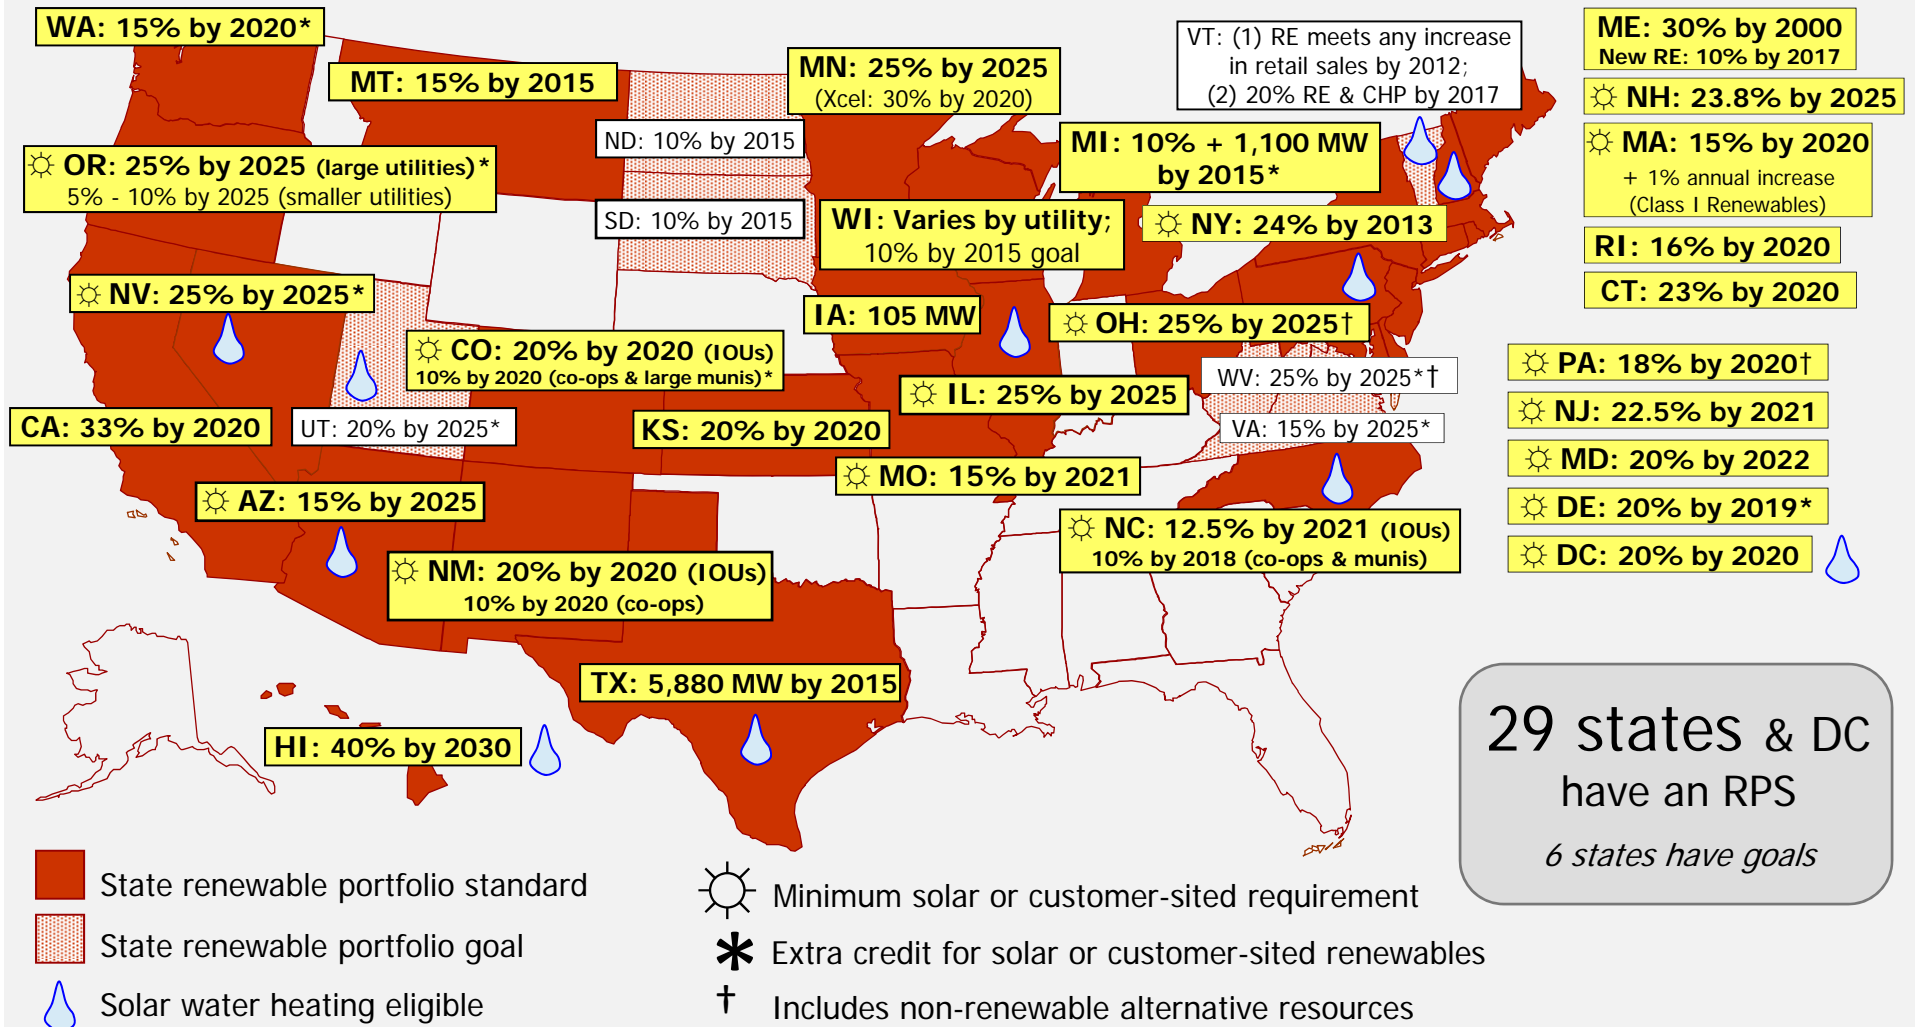 WA: 15% by 2020*
MT: 15% by 2015
MN: 25% by 2025
(Xcel: 30% by 2020)
VT: (1) RE meets any increase
in retail sales by 2012;
(2) 20% RE & CHP by 2017
ME: 30% by 2000
New RE: 10% by 2017
☼ NH: 23.8% by 2025
☼ MA: 15% by 2020
+ 1% annual increase
(Class I Renewables)
RI: 16% by 2020
CT: 23% by 2020
ND: 10% by 2015
MI: 10% + 1,100 MW
by 2015*
☼ OR: 25% by 2025 (large utilities)*
5% - 10% by 2025 (smaller utilities)
SD: 10% by 2015
WI: Varies by utility;
10% by 2015 goal
☼ NY: 24% by 2013
☼ NV: 25% by 2025*
IA: 105 MW
☼ OH: 25% by 2025†
☼ CO: 20% by 2020 (IOUs)
10% by 2020 (co-ops & large munis)*
WV: 25% by 2025*†
☼ PA: 18% by 2020†
☼ NJ: 22.5% by 2021
☼ MD: 20% by 2022
☼ DE: 20% by 2019*
☼ DC: 20% by 2020
☼ IL: 25% by 2025
CA: 33% by 2020
UT: 20% by 2025*
KS: 20% by 2020
VA: 15% by 2025*
☼ MO: 15% by 2021
☼ AZ: 15% by 2025
☼ NC: 12.5% by 2021 (IOUs)
10% by 2018 (co-ops & munis)
☼ NM: 20% by 2020 (IOUs)
10% by 2020 (co-ops)
TX: 5,880 MW by 2015
HI: 40% by 2030
29 states & DC
have an RPS
6 states have goals
State renewable portfolio standard
State renewable portfolio goal
Solar water heating eligible
☼ Minimum solar or customer-sited requirement
* Extra credit for solar or customer-sited renewables
† Includes non-renewable alternative resources